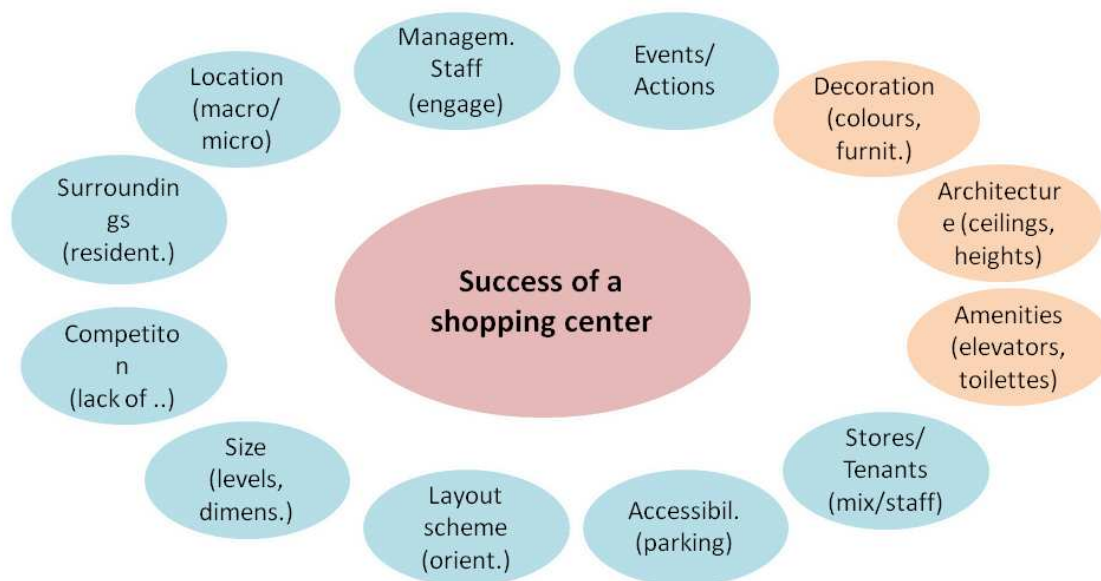 Managem.
Staff
(engage)
Events/
Actions
Location
(macro/
micro)
Decoration
(colours,
furnit.)
Surroundin
gs
(resident.)
Architectur
e (ceilings,
heights)
Success of a
shopping center
Competiton
n
(lack of ..)
Amenities
(elevators,
toilettes)
Size
(levels,
dimens.)
Stores/
Tenants
(mix/staff)
Layout
scheme
(orient.)
Accessibil.
(parking)